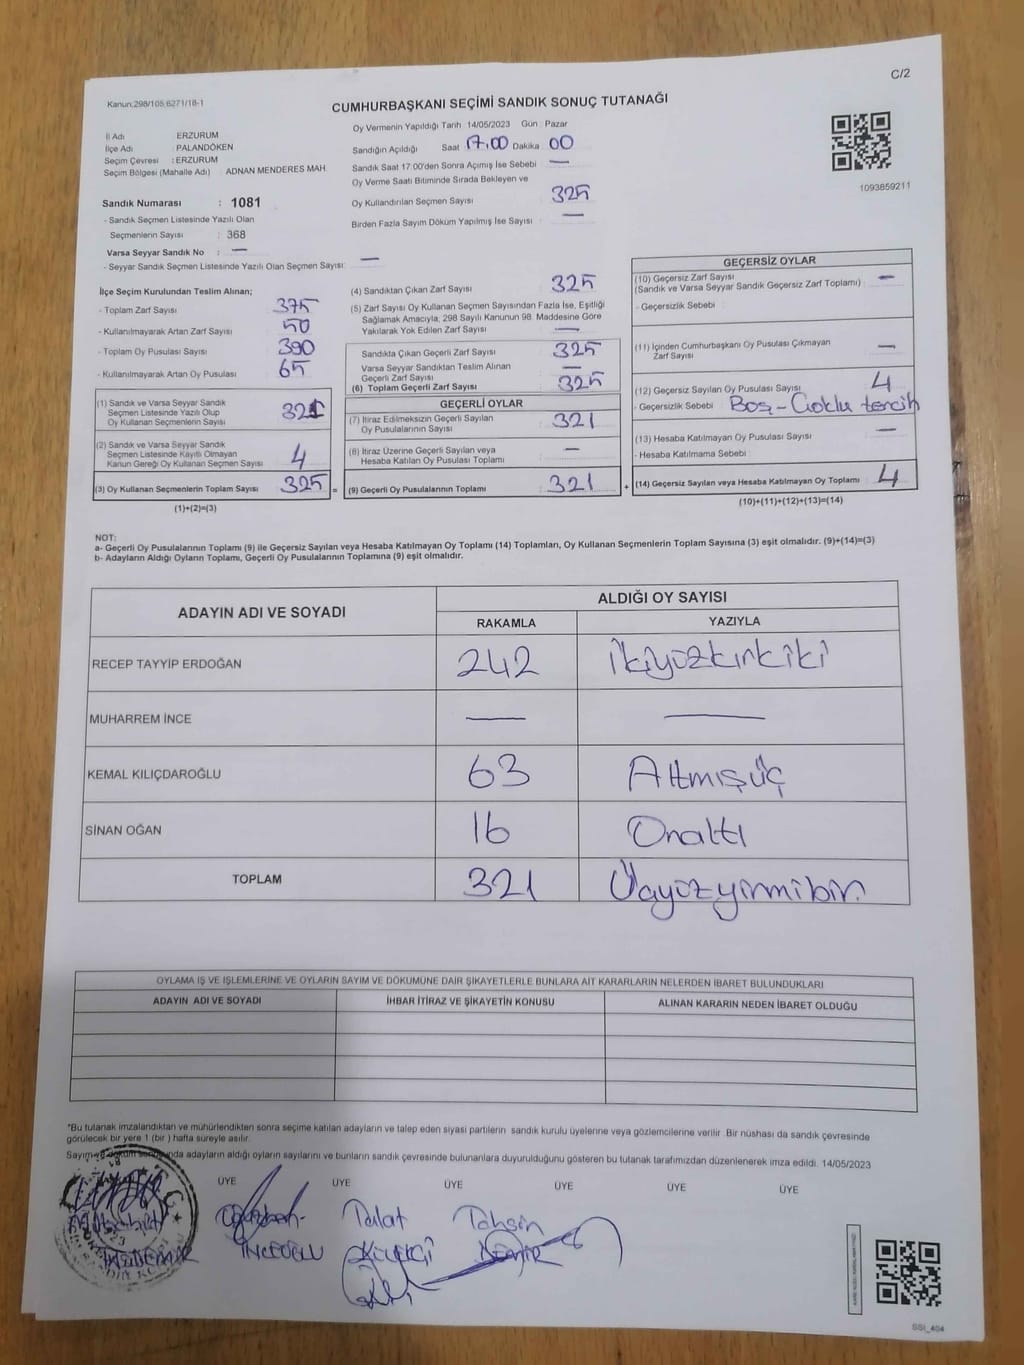 C/2
Kanun:298/105;6271/18-1
CUMHURBAŞKANI SEÇİMİ SANDIK SONUÇ TUTANAĞI
İl Adı ERZURUM
İlçe Adı : PALANDÖKEN
Seçim Çevresi : ERZURUM
Seçim Bölgesi (Mahalle Adı) : ADNAN MENDERES MAH
Sandık Numarası : 1081
- Sandık Seçmen Listesinde Yazılı Olan
Seçmenlerin Sayısı : 368
Varsa Seyyar Sandık No : —
- Seyyar Sandık Seçmen Listesinde Yazılı Olan Seçmen Sayısı: —
Oy Vermenin Yapıldığı Tarih 14/05/2023 Gün Pazar
Sandığın Açıldığı Saat 17:00 Dakika 00
Sandık Saat 17:00'den Sonra Açımış İse Sebebi —
Oy Verme Saati Bitiminde Sırada Bekleyen ve
Oy Kullandırılan Seçmen Sayısı 325
Birden Fazla Sayım Döküm Yapılmış İse Sayısı —
1093859211
İlçe Seçim Kurulundan Teslim Alınan;
- Toplam Zarf Sayısı 375
- Kullanılmayarak Artan Zarf Sayısı 50
- Toplam Oy Pusulası Sayısı 390
- Kullanılmayarak Artan Oy Pusulası 65
(1) Sandık ve Varsa Seyyar Sandık
Seçmen Listesinde Yazılı Olup
Oy Kullanan Seçmenlerin Sayısı 321
(2) Sandık ve Varsa Seyyar Sandık
Seçmen Listesinde Kayıtlı Olmayan
Kanun Gereği Oy Kullanan Seçmen Sayısı 4
(3) Oy Kullanan Seçmenlerin Toplam Sayısı 325 =
(1)+(2)=(3)
(4) Sandıktan Çıkan Zarf Sayısı 325
(5) Zarf Sayısı Oy Kullanan Seçmen Sayısından Fazla İse, Eşitliği
Sağlamak Amacıyla, 298 Sayılı Kanunun 98. Maddesine Göre
Yakılarak Yok Edilen Zarf Sayısı —
Sandıkta Çıkan Geçerli Zarf Sayısı 325
Varsa Seyyar Sandıktan Teslim Alınan
Geçerli Zarf Sayısı —
(6) Toplam Geçerli Zarf Sayısı 325
GEÇERLİ OYLAR
(7) İtiraz Edilmeksizin Geçerli Sayılan
Oy Pusulalarının Sayısı 321
(8) İtiraz Üzerine Geçerli Sayılan veya
Hesaba Katılan Oy Pusulası Toplamı —
(9) Geçerli Oy Pusulalarının Toplamı 321 +
GEÇERSİZ OYLAR
(10) Geçersiz Zarf Sayısı
(Sandık ve Varsa Seyyar Sandık Geçersiz Zarf Toplamı) : —
- Geçersizlik Sebebi :
(11) İçinden Cumhurbaşkanı Oy Pusulası Çıkmayan
Zarf Sayısı —
(12) Geçersiz Sayılan Oy Pusulası Sayısı 4
- Geçersizlik Sebebi : Boş - Çoklu tercih
(13) Hesaba Katılmayan Oy Pusulası Sayısı —
- Hesaba Katılmama Sebebi :
(14) Geçersiz Sayılan veya Hesaba Katılmayan Oy Toplamı 4
(10)+(11)+(12)+(13)=(14)
NOT:
a- Geçerli Oy Pusulalarının Toplamı (9) ile Geçersiz Sayılan veya Hesaba Katılmayan Oy Toplamı (14) Toplamları, Oy Kullanan Seçmenlerin Toplam Sayısına (3) eşit olmalıdır. (9)+(14)=(3)
b- Adayların Aldığı Oyların Toplamı, Geçerli Oy Pusulalarının Toplamına (9) eşit olmalıdır.
ADAYIN ADI VE SOYADI ALDIĞI OY SAYISI
RAKAMLA YAZIYLA
RECEP TAYYİP ERDOĞAN 242 İkiyüzkırkiki
MUHARREM İNCE — —
KEMAL KILIÇDAROĞLU 63 Altmışüç
SİNAN OĞAN 16 Onaltı
TOPLAM 321 Üçyüzyirmibir
OYLAMA İŞ VE İŞLEMLERİNE VE OYLARIN SAYIM VE DÖKÜMÜNE DAİR ŞİKAYETLERLE BUNLARA AİT KARARLARIN NELERDEN İBARET BULUNDUKLARI
ADAYIN ADI VE SOYADI İHBAR İTİRAZ VE ŞİKAYETİN KONUSU ALINAN KARARIN NEDEN İBARET OLDUĞU
*Bu tutanak imzalandıktan ve mühürlendikten sonra seçime katılan adayların ve talep eden siyasi partilerin sandık kurulu üyelerine veya gözlemcilerine verilir. Bir nüshası da sandık çevresinde
görülecek bir yere 1 (bir) hafta süreyle asılır.
Sayım ve döküm sonunda adayların aldığı oyların sayılarını ve bunların sandık çevresinde bulunanlara duyurulduğunu gösteren bu tutanak tarafımızdan düzenlenerek imza edildi. 14/05/2023
ÜYE ÜYE ÜYE ÜYE ÜYE ÜYE
Talat Tahsin
İNCEOĞLU DEMİR
SSI_404